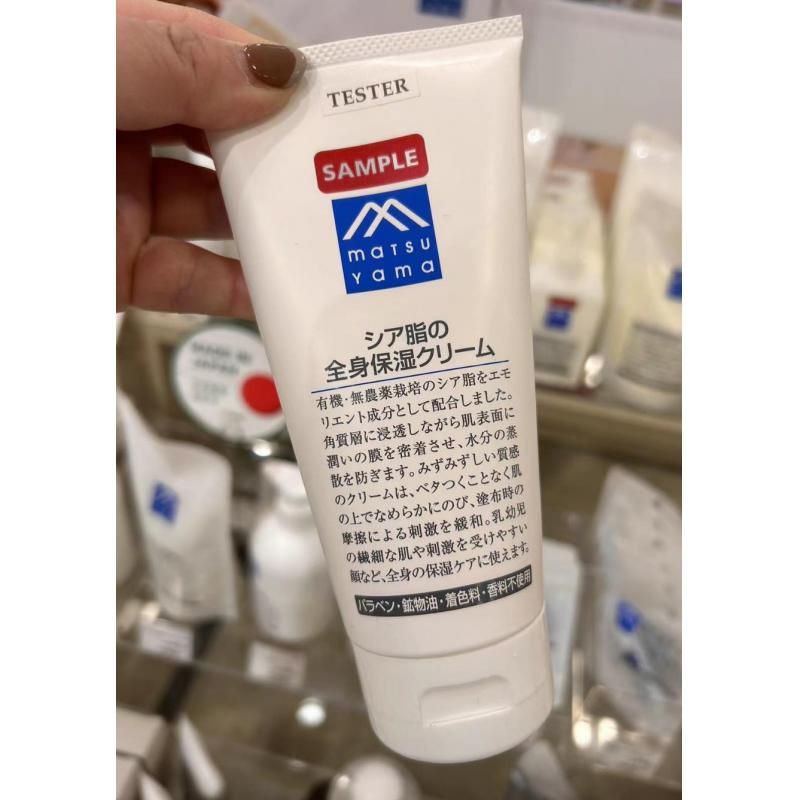 TESTER
SAMPLE
matsu
yama
シア脂の
全身保湿クリーム
有機・無農薬栽培のシア脂をエモ
リエント成分として配合しました。
角質層に浸透しながら肌表面に
潤いの膜を密着させ、水分の蒸
散を防ぎます。みずみずしい質感
のクリームは、ベタつくことなく肌
の上でなめらかにのび、塗布時の
摩擦による刺激を緩和。乳幼児
の繊細な肌や刺激を受けやすい
顔など、全身の保湿ケアに使えます。
パラベン・鉱物油・着色料・香料不使用
MADE IN
JAPAN
SAMPLE